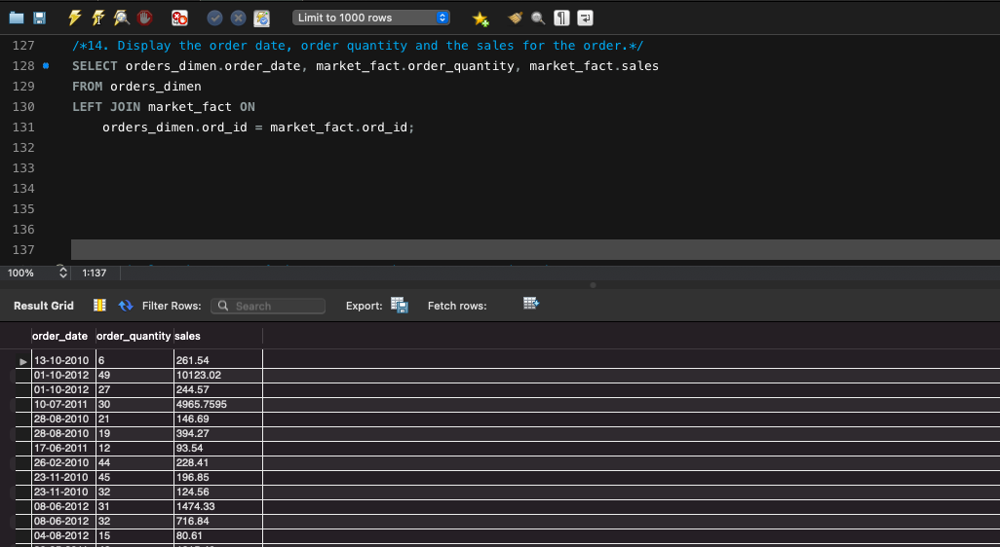 Limit to 1000 rows
127 /*14. Display the order date, order quantity and the sales for the order.*/
128 SELECT orders_dimen.order_date, market_fact.order_quantity, market_fact.sales
129 FROM orders_dimen
130 LEFT JOIN market_fact ON
131 orders_dimen.ord_id = market_fact.ord_id;
132
133
134
135
136
137
100% 1:137
Result Grid Filter Rows: Search Export: Fetch rows:
order_date order_quantity sales
13-10-2010 6 261.54
01-10-2012 49 10123.02
01-10-2012 27 244.57
10-07-2011 30 4965.7595
28-08-2010 21 146.69
28-08-2010 19 394.27
17-06-2011 12 93.54
26-02-2010 44 228.41
23-11-2010 45 196.85
23-11-2010 32 124.56
08-06-2012 31 1474.33
08-06-2012 32 716.84
04-08-2012 15 80.61